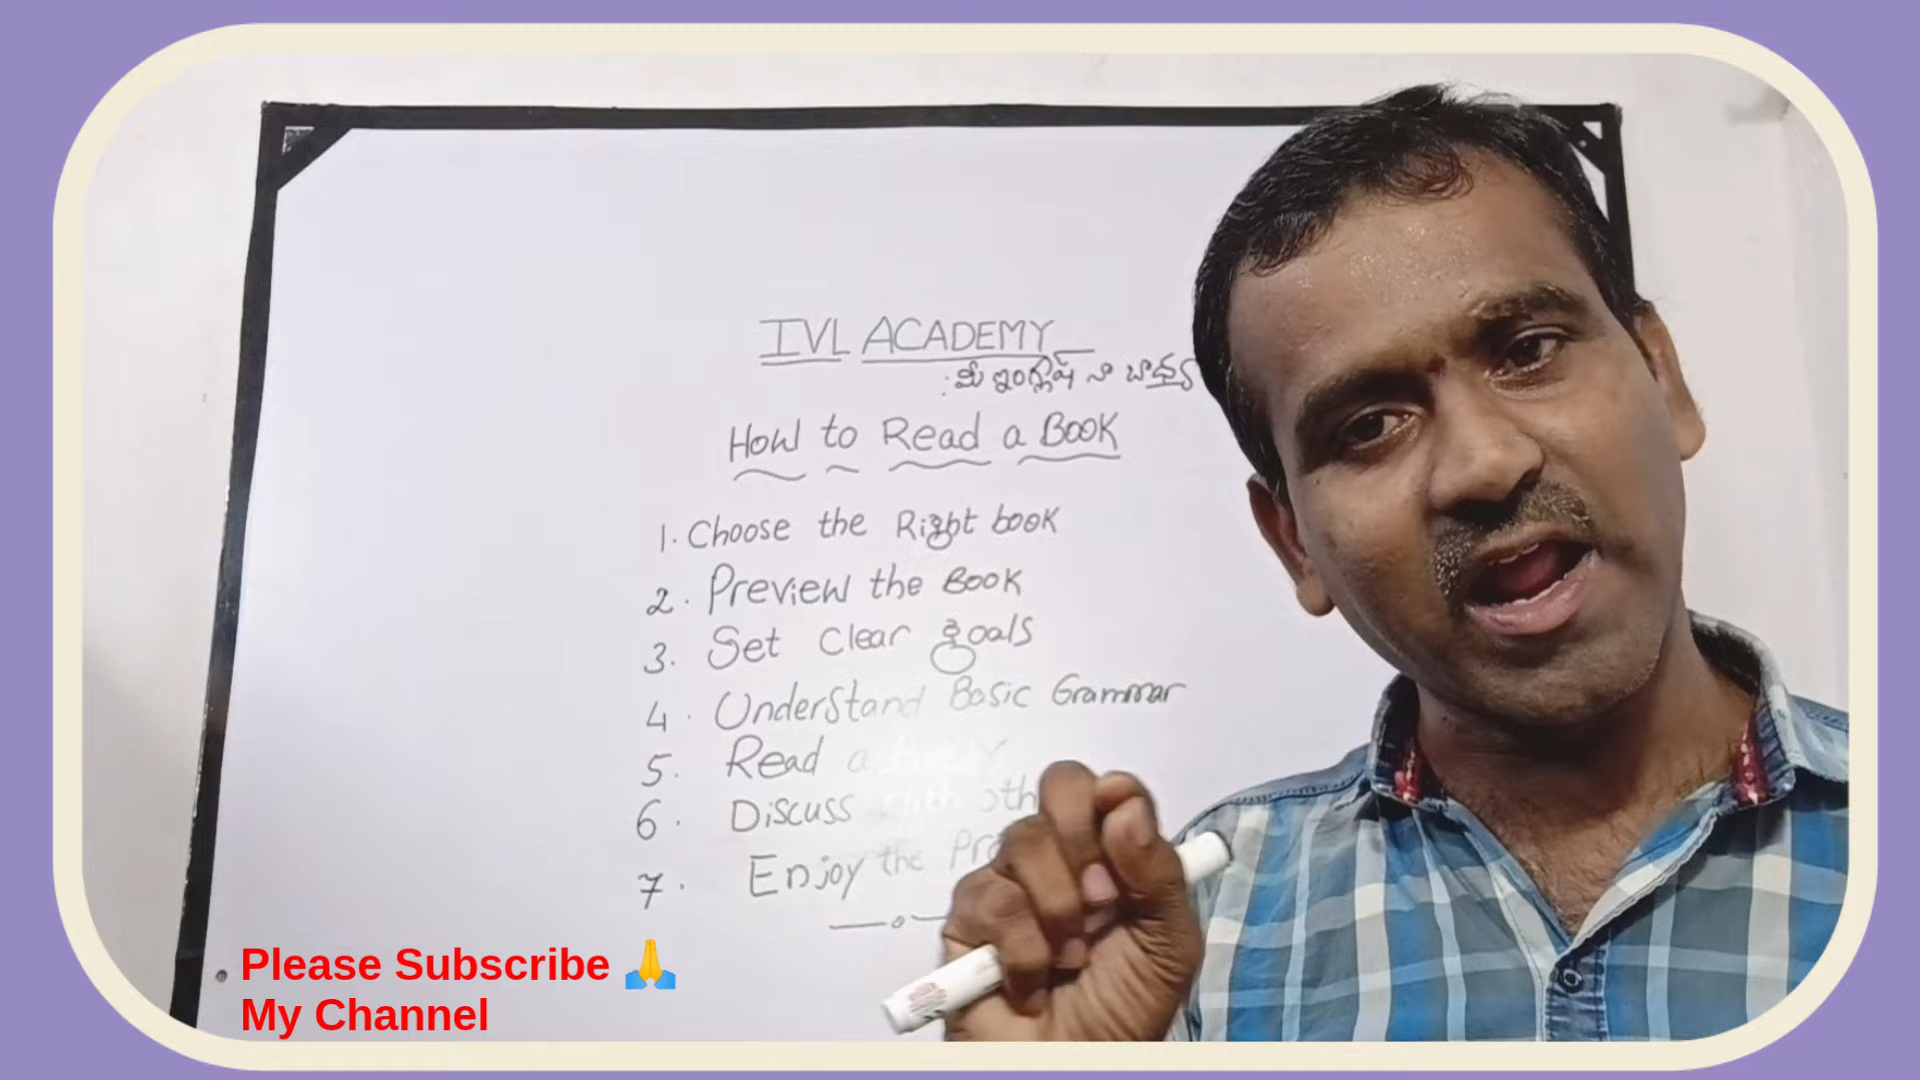 IVL ACADEMY
: మీ ఇంగ్లీష్ నా
How to Read a Book
1. Choose the Right book
2. Preview the Book
3. Set Clear goals
4. Understand Basic Grammar
5. Read a
6. Discuss with
7. Enjoy the
Please Subscribe 🙏
My Channel